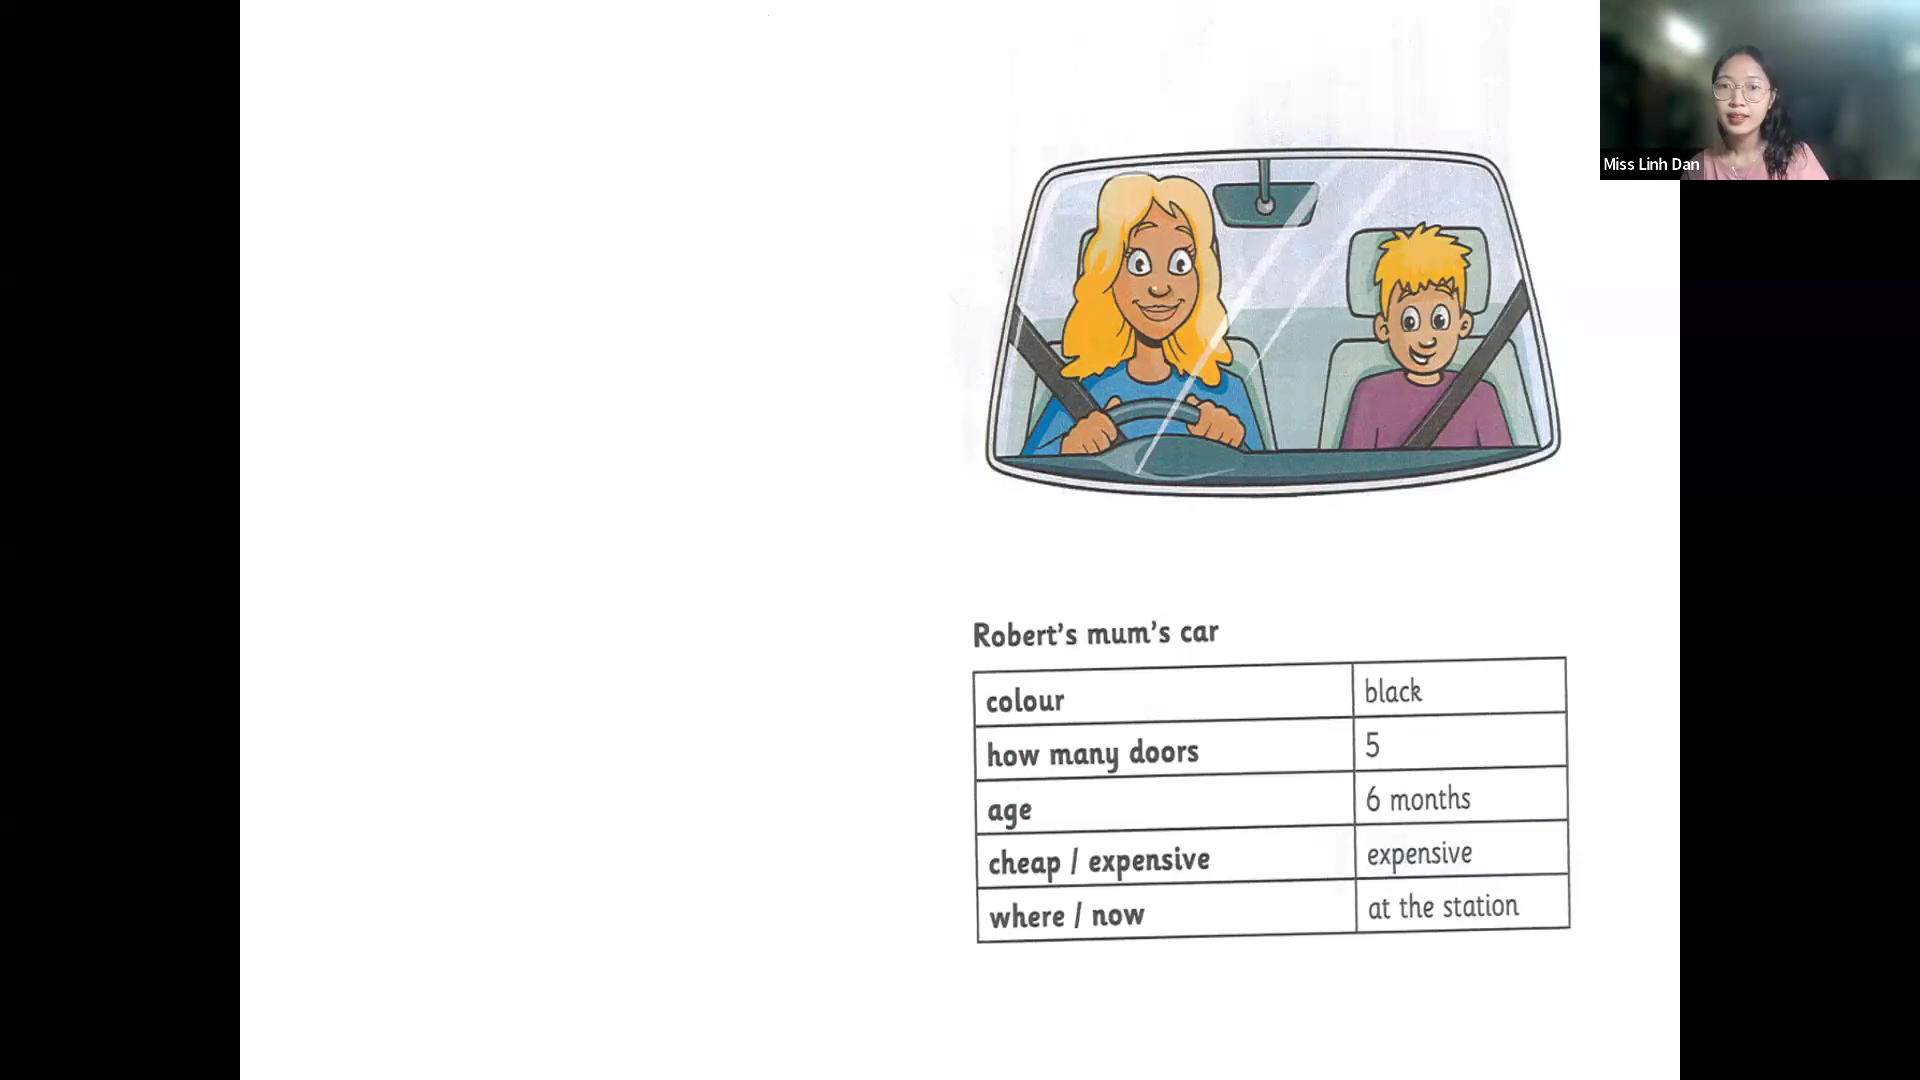 Miss Linh Dan
Robert's mum's car
colour black
how many doors 5
age 6 months
cheap / expensive expensive
where / now at the station